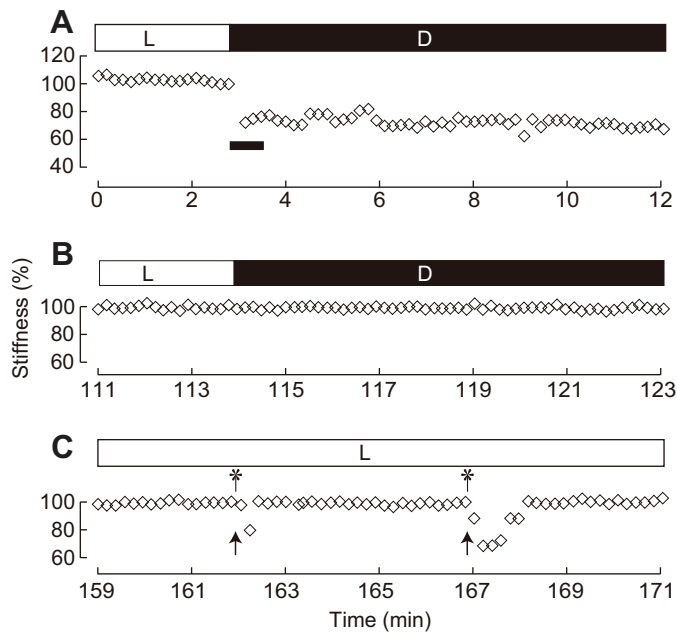 A
L D
120
100
80
60
40
0 2 4 6 8 10 12
B
L D
100
80
60
111 113 115 117 119 121 123
Stiffness (%)
C
L
* *
100
80
60
159 161 163 165 167 169 171
Time (min)